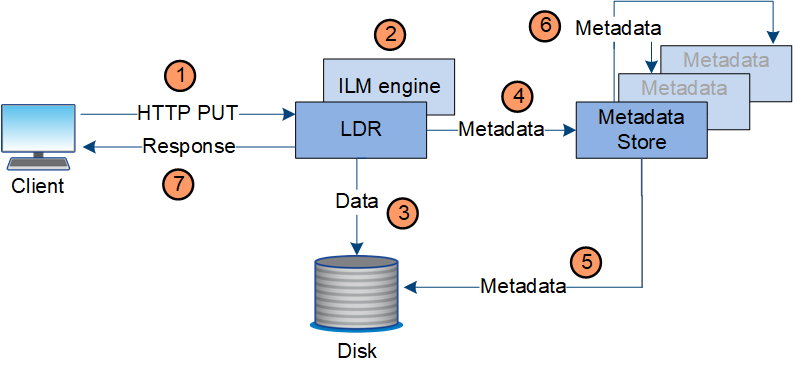 6
Metadata
2
Metadata
1
ILM engine
4
Metadata
HTTP PUT
LDR
Metadata
Metadata
Store
Response
Client
7
Data
3
5
Metadata
Disk